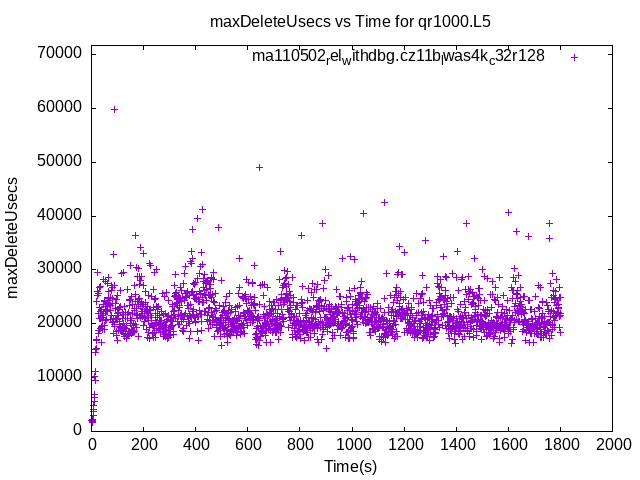 maxDeleteUsecs vs Time for qr1000.L5
ma110502_rel_withdbg.cz11b_lwas4k_c32r128
70000
60000
50000
40000
30000
20000
10000
0
maxDeleteUsecs
0 200 400 600 800 1000 1200 1400 1600 1800 2000
Time(s)